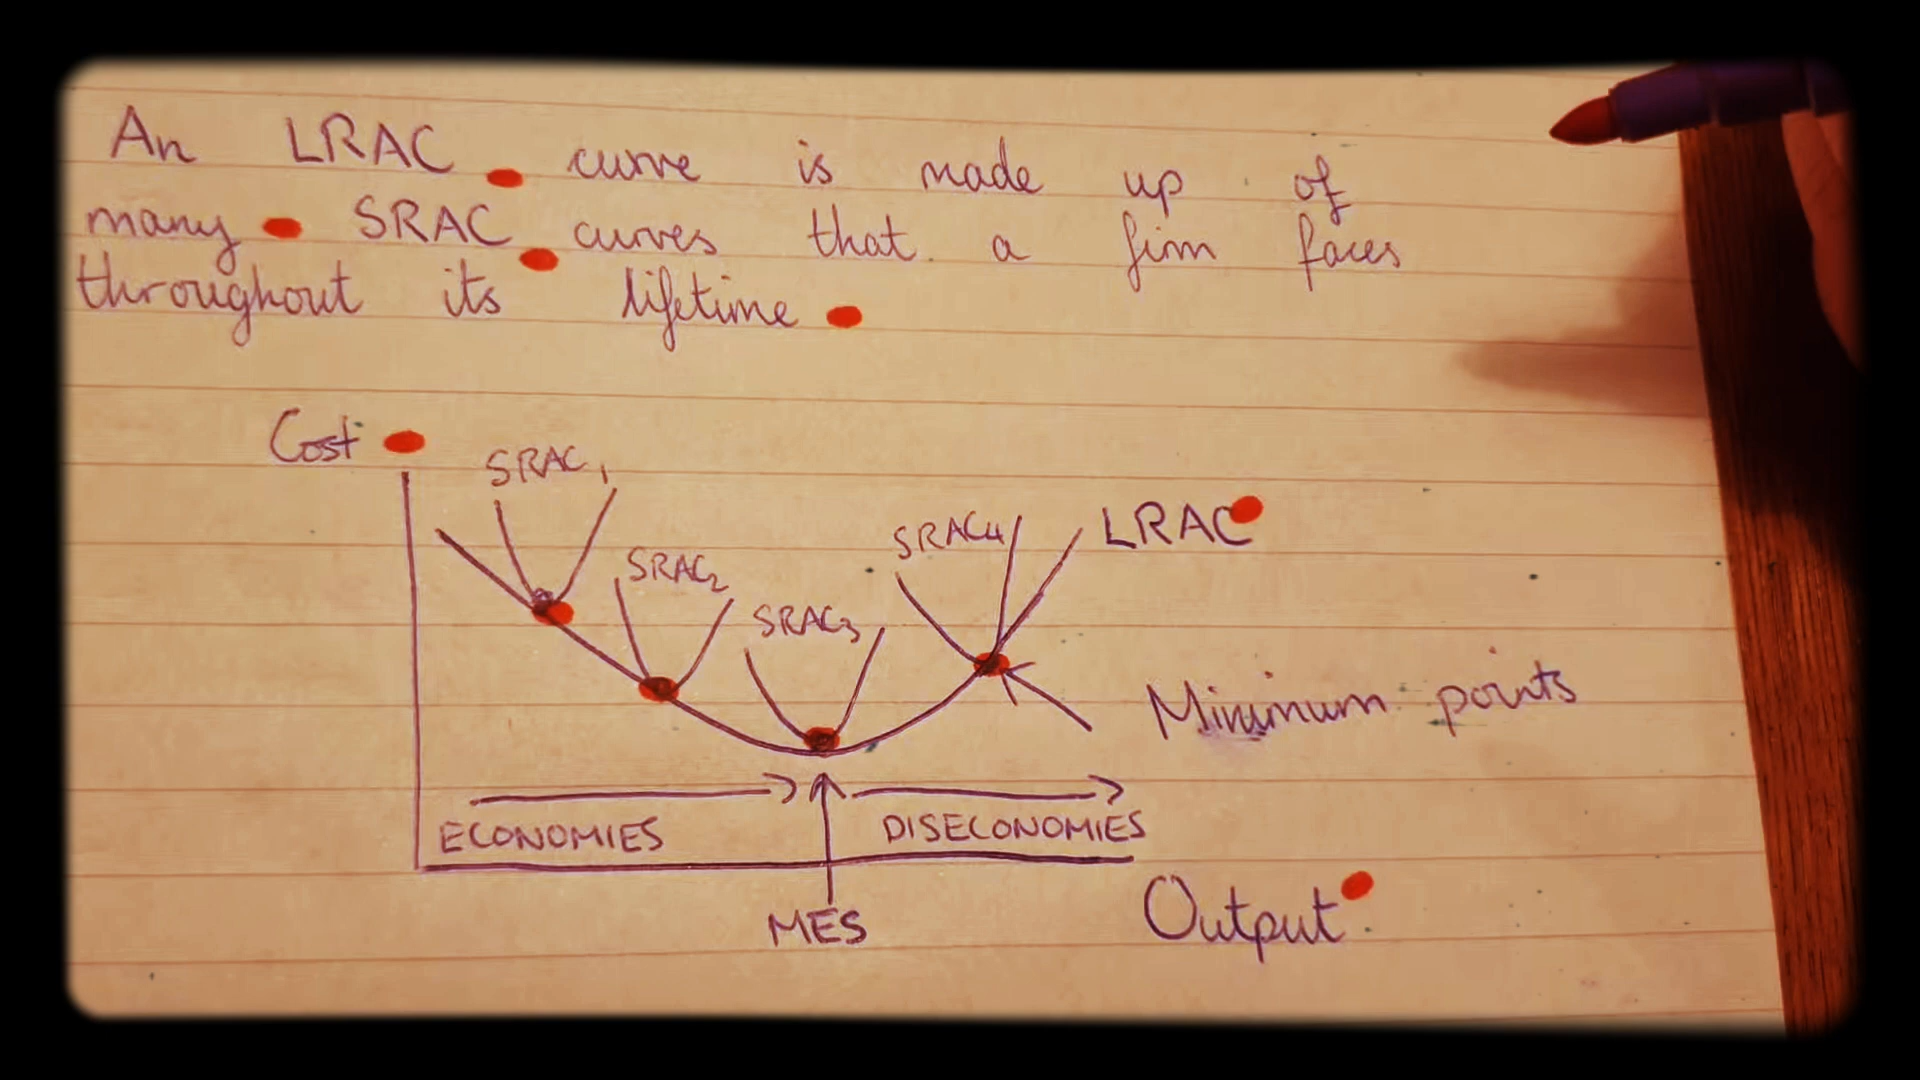 An LRAC curve is made up of
many SRAC curves that a firm faces
throughout its lifetime
Cost
SRAC1
SRAC2
SRAC3
SRAC4
LRAC
Minimum points
ECONOMIES
DISECONOMIES
MES
Output